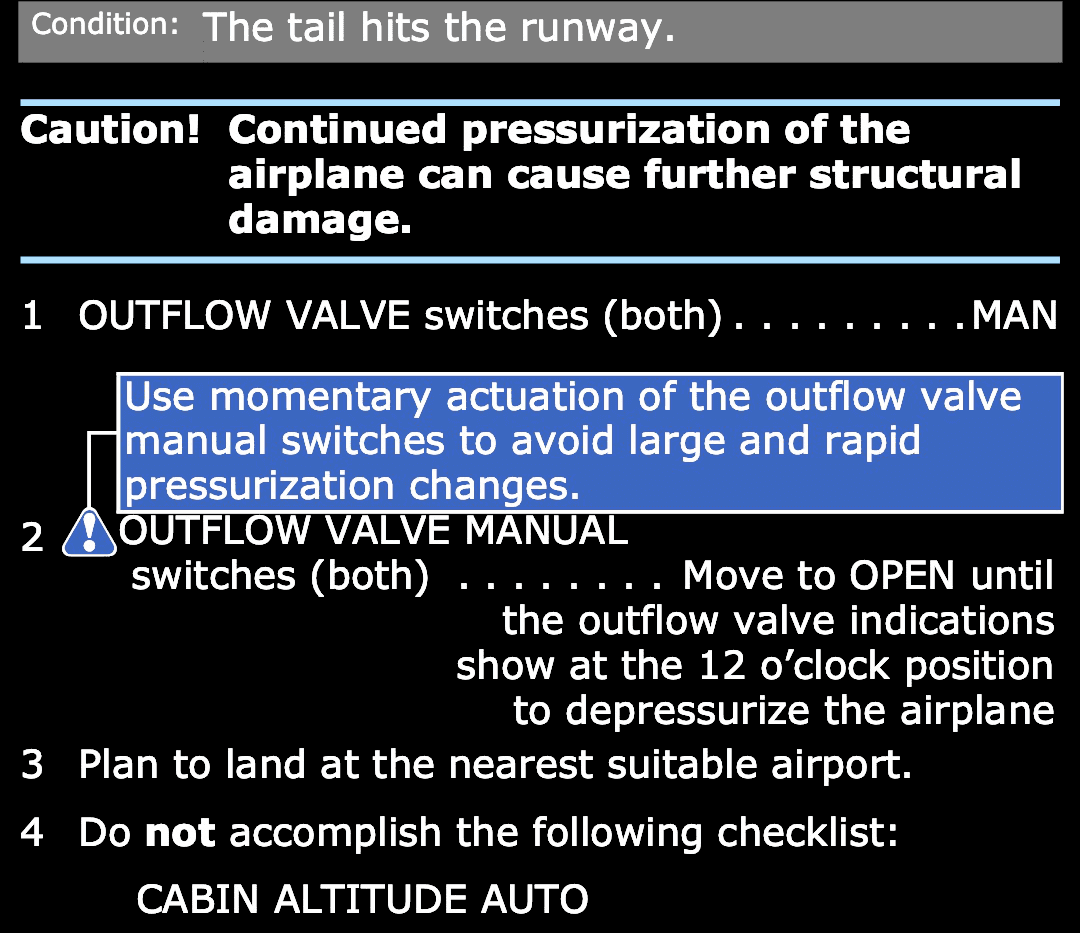 Condition: The tail hits the runway.
Caution! Continued pressurization of the
airplane can cause further structural
damage.
1 OUTFLOW VALVE switches (both) . . . . . . . . . MAN
Use momentary actuation of the outflow valve
manual switches to avoid large and rapid
pressurization changes.
2 ! OUTFLOW VALVE MANUAL
switches (both) . . . . . . . . Move to OPEN until
the outflow valve indications
show at the 12 o’clock position
to depressurize the airplane
3 Plan to land at the nearest suitable airport.
4 Do not accomplish the following checklist:
CABIN ALTITUDE AUTO